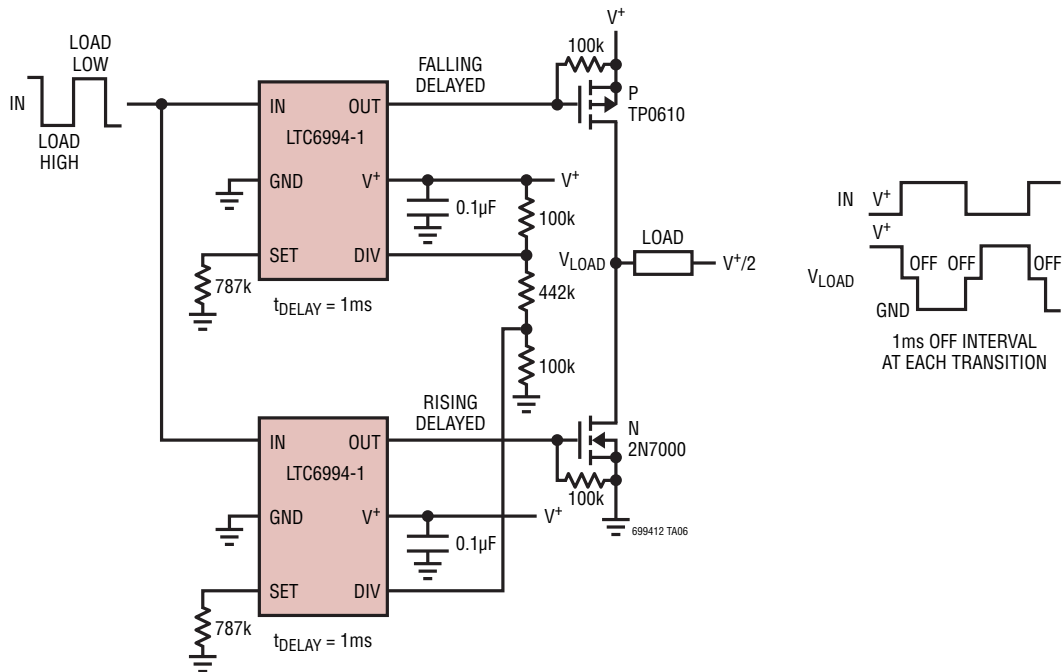 LOAD
LOW
IN
LOAD
HIGH
FALLING
DELAYED
V+
100k
P
TP0610
IN
OUT
LTC6994-1
GND
V+
V+
0.1µF
100k
SET
DIV
787k
tDELAY = 1ms
442k
100k
VLOAD
LOAD
V+/2
RISING
DELAYED
IN
OUT
LTC6994-1
N
2N7000
100k
GND
V+
V+
0.1µF
699412 TA06
SET
DIV
787k
tDELAY = 1ms
IN
V+
V+
OFF
OFF
OFF
VLOAD
GND
1ms OFF INTERVAL
AT EACH TRANSITION